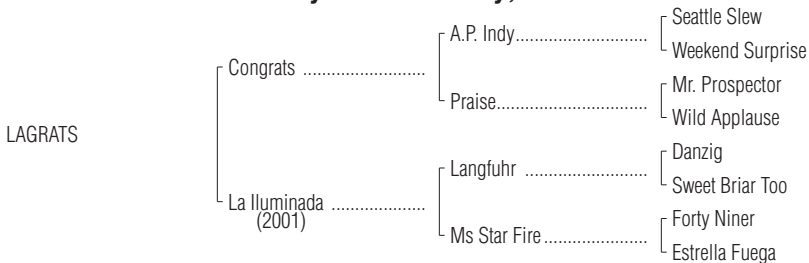 Seattle Slew
A.P. Indy
Weekend Surprise
Congrats
Mr. Prospector
Praise
Wild Applause
LAGRATS
Danzig
Langfuhr
Sweet Briar Too
La Iluminada
(2001)
Forty Niner
Ms Star Fire
Estrella Fuega